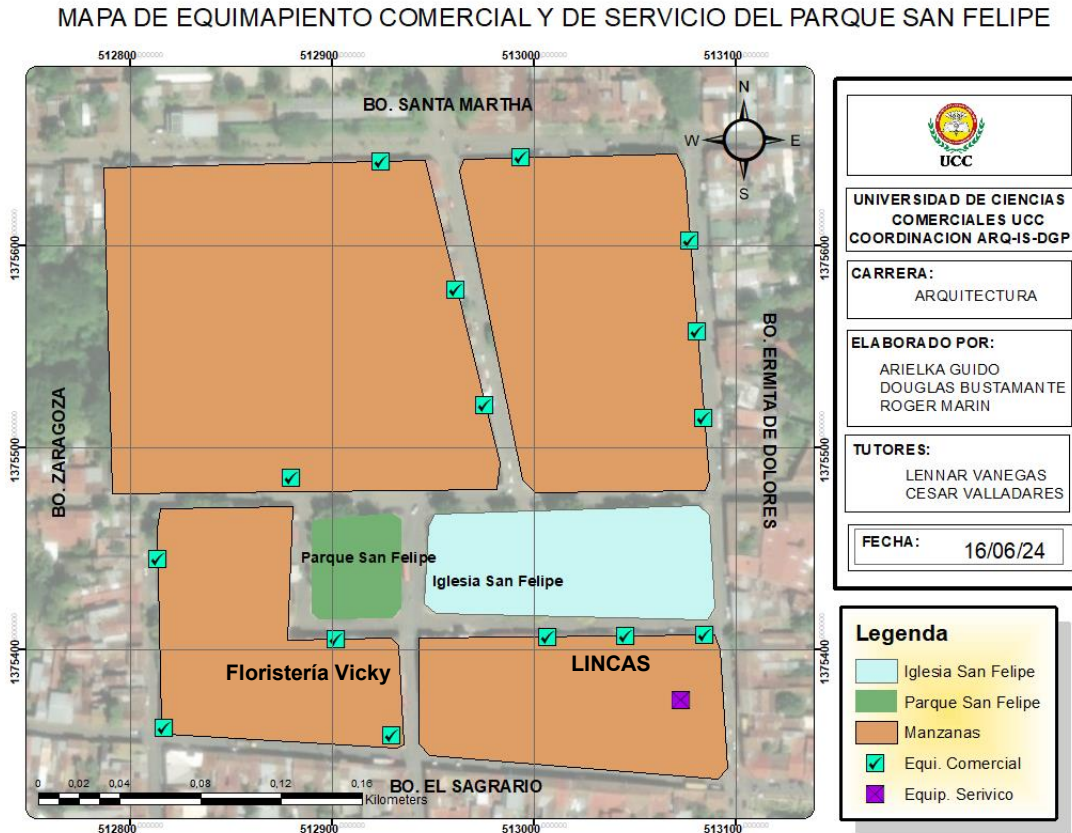 MAPA DE EQUIMAPIENTO COMERCIAL Y DE SERVICIO DEL PARQUE SAN FELIPE
512800 512900 513000 513100
BO. SANTA MARTHA
N
W E
S
1375600 1375600
1375500 1375500
1375400 1375400
BO. ZARAGOZA
BO. ERMITA DE DOLORES
Parque San Felipe
Iglesia San Felipe
Floristería Vicky
LINCAS
BO. EL SAGRARIO
0 0,02 0,04 0,08 0,12 0,16
Kilometers
512800 512900 513000 513100
UCC
UNIVERSIDAD DE CIENCIAS
COMERCIALES UCC
COORDINACION ARQ-IS-DGP
CARRERA:
ARQUITECTURA
ELABORADO POR:
ARIELKA GUIDO
DOUGLAS BUSTAMANTE
ROGER MARIN
TUTORES:
LENNAR VANEGAS
CESAR VALLADARES
FECHA: 16/06/24
Legenda
Iglesia San Felipe
Parque San Felipe
Manzanas
Equi. Comercial
Equip. Serivico